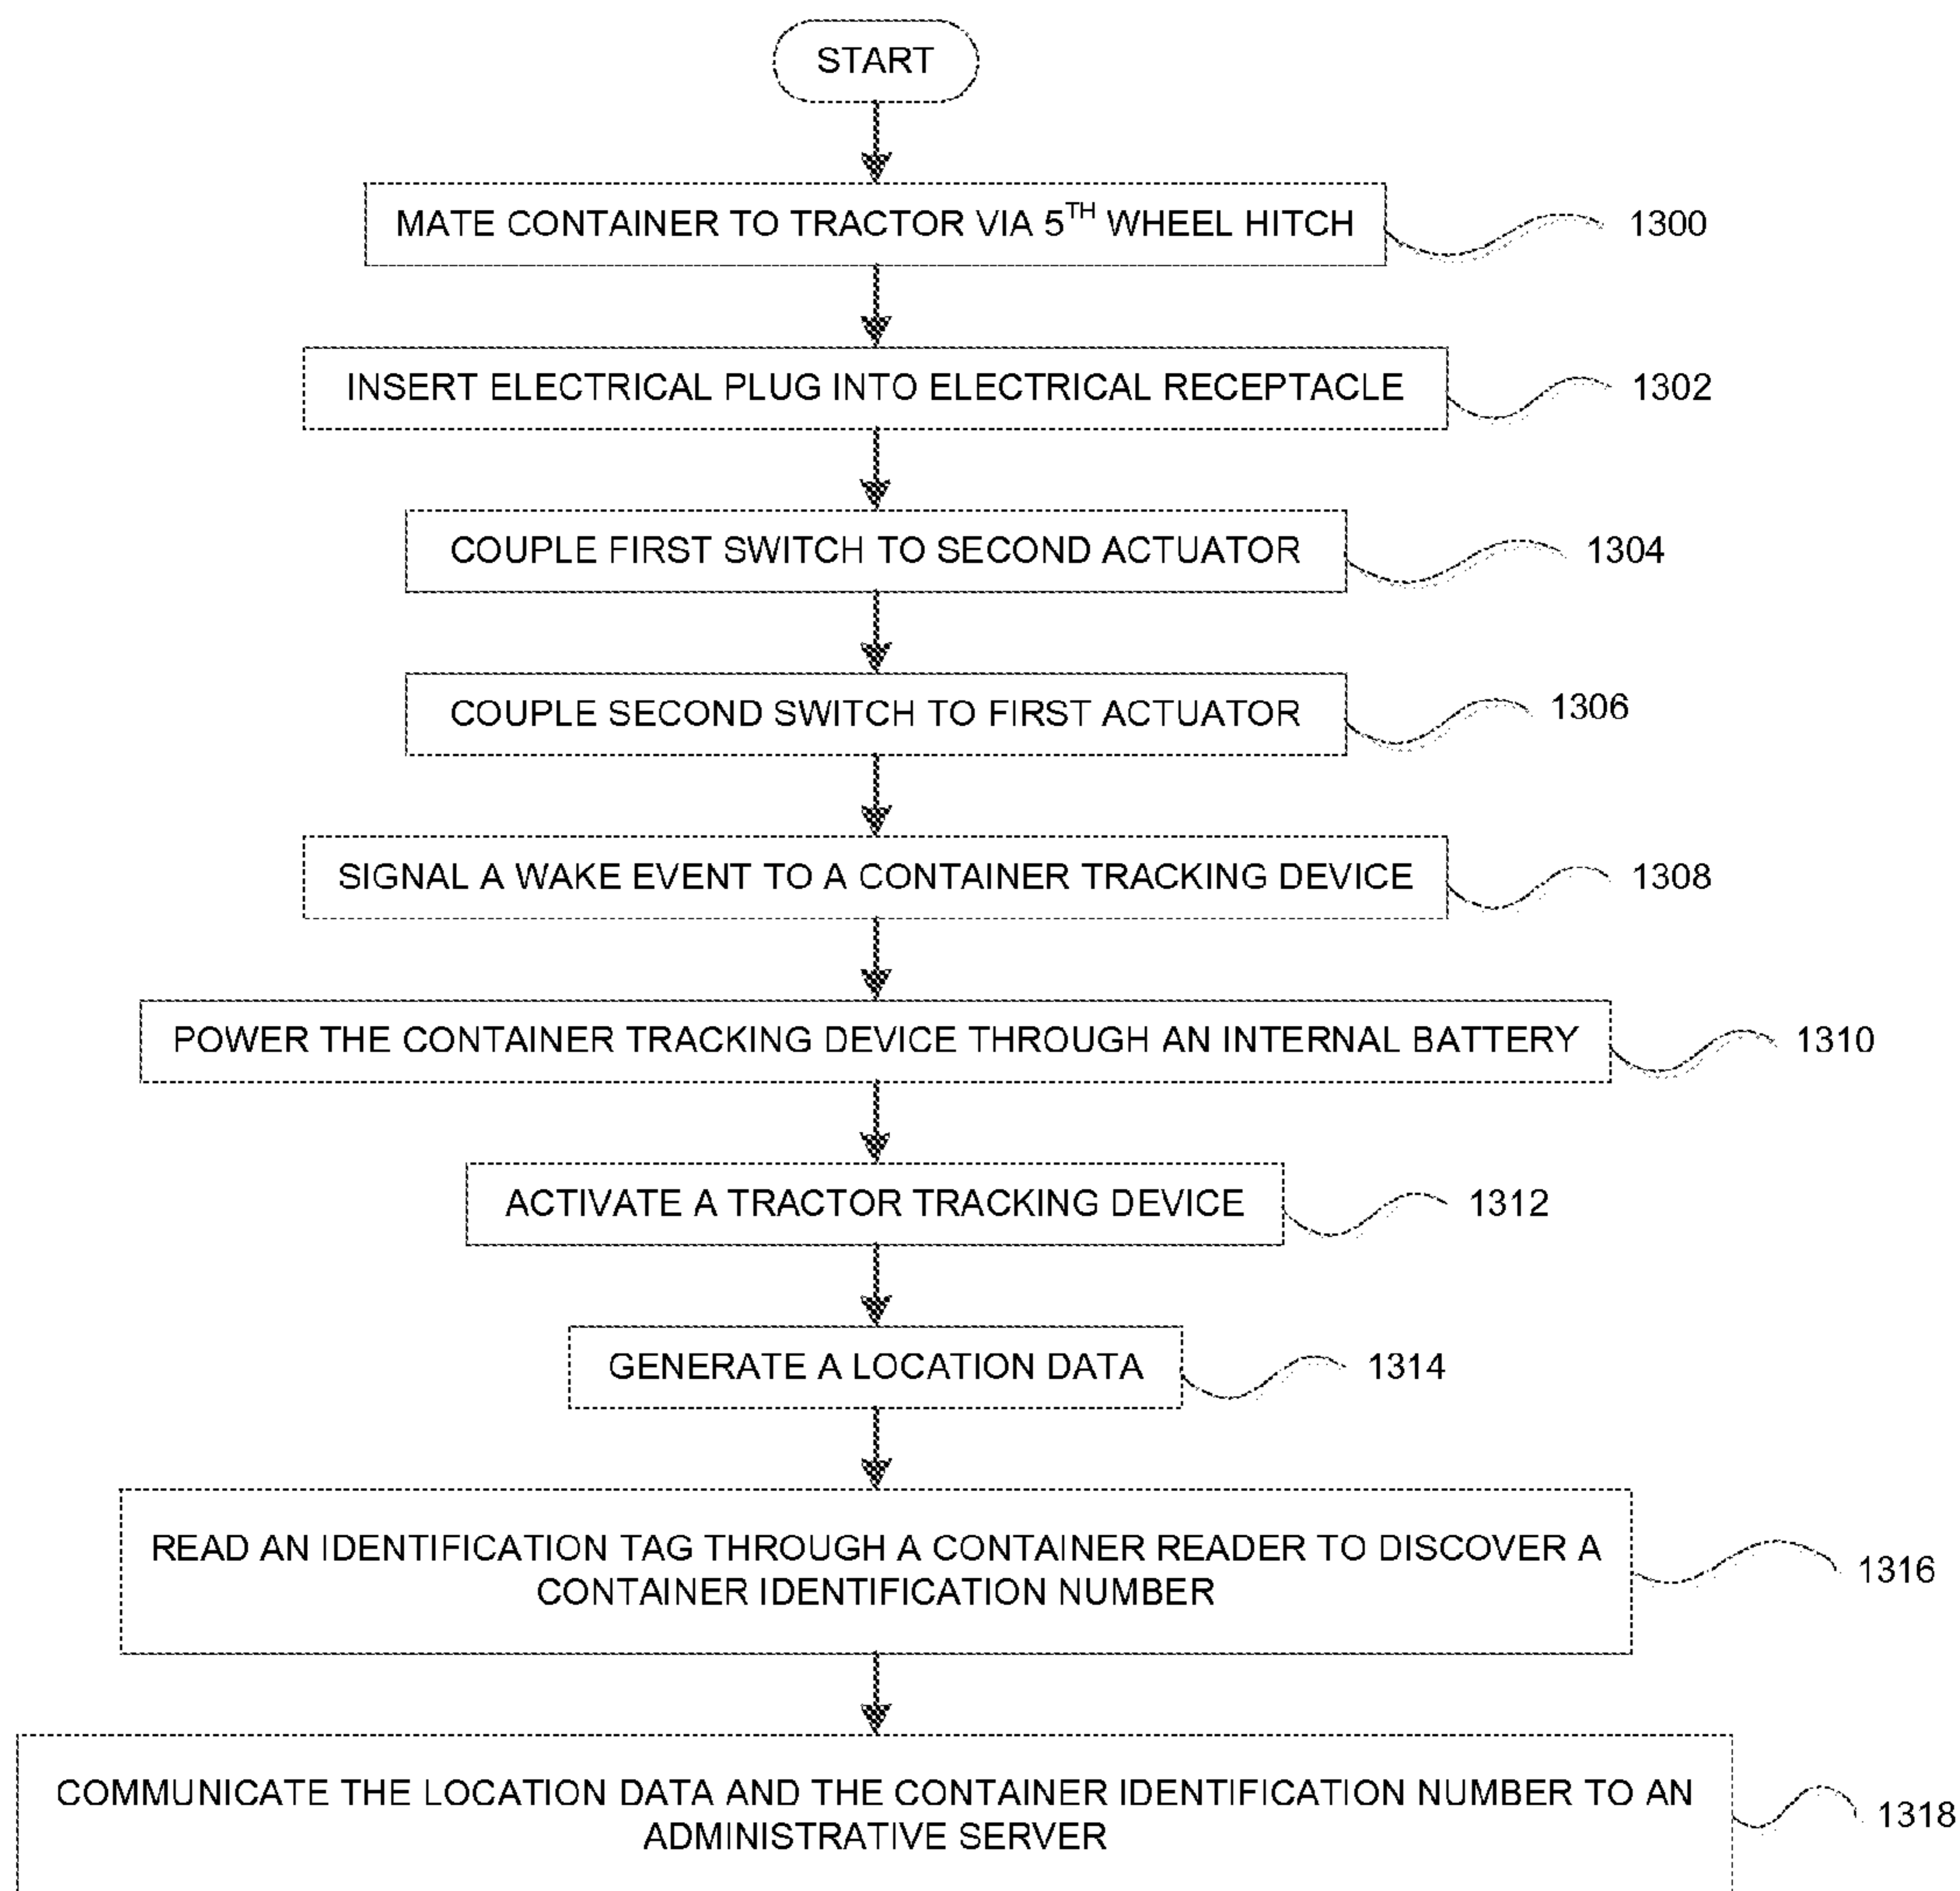 START
MATE CONTAINER TO TRACTOR VIA 5TH WHEEL HITCH
1300
INSERT ELECTRICAL PLUG INTO ELECTRICAL RECEPTACLE
1302
COUPLE FIRST SWITCH TO SECOND ACTUATOR
1304
COUPLE SECOND SWITCH TO FIRST ACTUATOR
1306
SIGNAL A WAKE EVENT TO A CONTAINER TRACKING DEVICE
1308
POWER THE CONTAINER TRACKING DEVICE THROUGH AN INTERNAL BATTERY
1310
ACTIVATE A TRACTOR TRACKING DEVICE
1312
GENERATE A LOCATION DATA
1314
READ AN IDENTIFICATION TAG THROUGH A CONTAINER READER TO DISCOVER A
CONTAINER IDENTIFICATION NUMBER
1316
COMMUNICATE THE LOCATION DATA AND THE CONTAINER IDENTIFICATION NUMBER TO AN
ADMINISTRATIVE SERVER
1318